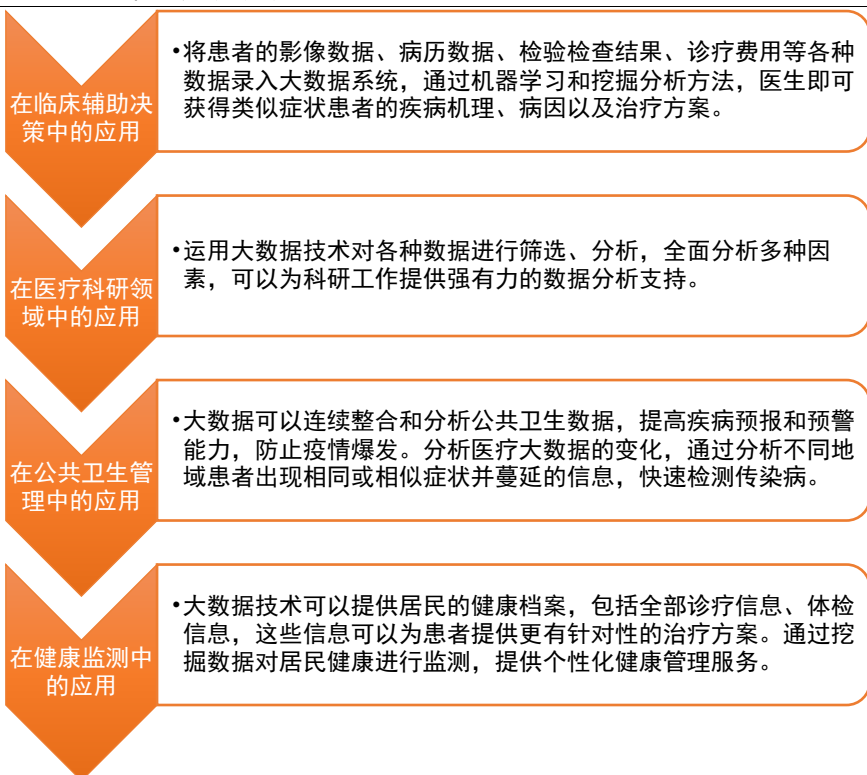 在临床辅助决
策中的应用
•将患者的影像数据、病历数据、检验检查结果、诊疗费用等各种
数据录入大数据系统，通过机器学习和挖掘分析方法，医生即可
获得类似症状患者的疾病机理、病因以及治疗方案。
在医疗科研领
域中的应用
•运用大数据技术对各种数据进行筛选、分析，全面分析多种因
素，可以为科研工作提供强有力的数据分析支持。
在公共卫生管
理中的应用
•大数据可以连续整合和分析公共卫生数据，提高疾病预报和预警
能力，防止疫情爆发。分析医疗大数据的变化，通过分析不同地
域患者出现相同或相似症状并蔓延的信息，快速检测传染病。
在健康监测中
的应用
•大数据技术可以提供居民的健康档案，包括全部诊疗信息、体检
信息，这些信息可以为患者提供更有针对性的治疗方案。通过挖
掘数据对居民健康进行监测，提供个性化健康管理服务。